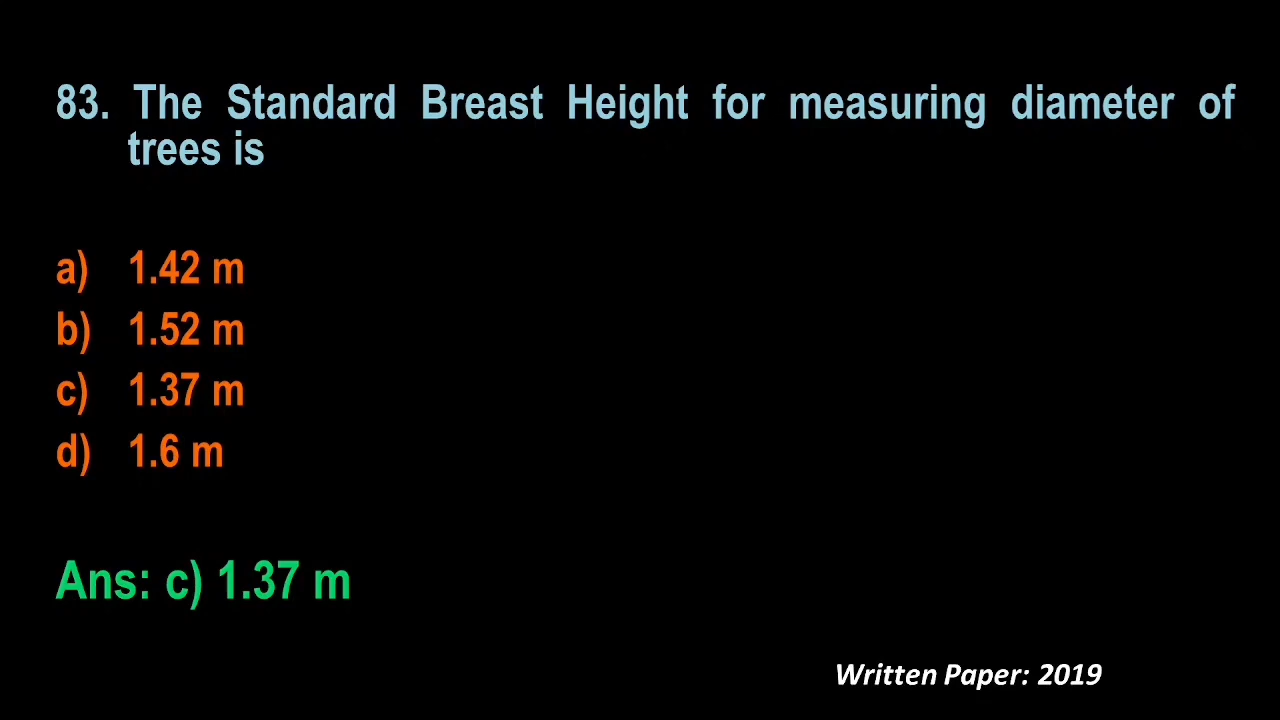 83. The Standard Breast Height for measuring diameter of
trees is
a) 1.42 m
b) 1.52 m
c) 1.37 m
d) 1.6 m
Ans: c) 1.37 m
Written Paper: 2019